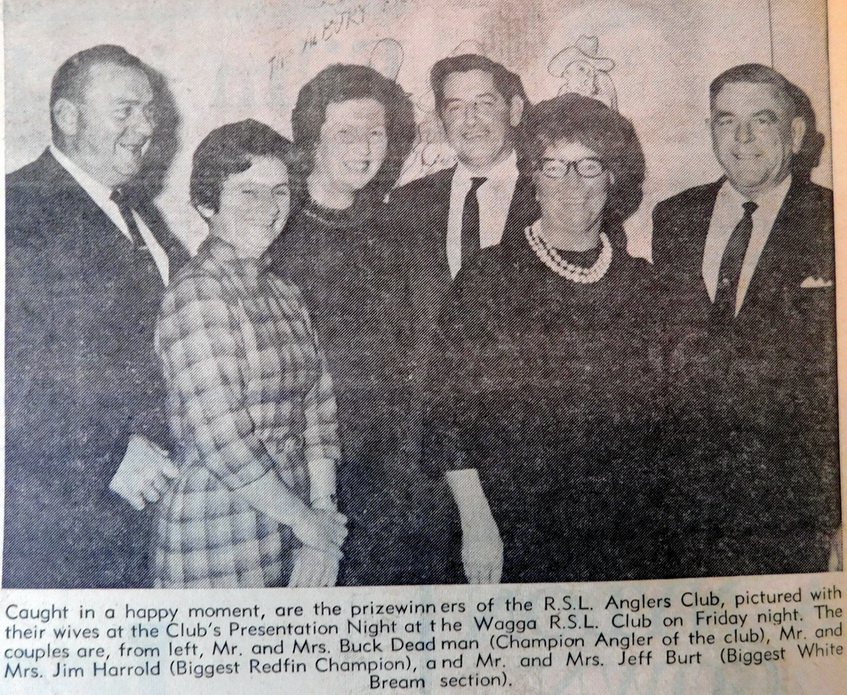 Caught in a happy moment, are the prizewinners of the R.S.L. Anglers Club, pictured with
their wives at the Club's Presentation Night at the Wagga R.S.L. Club on Friday night. The
couples are, from left, Mr. and Mrs. Buck Deadman (Champion Angler of the club), Mr. and
Mrs. Jim Harrold (Biggest Redfin Champion), and Mr. and Mrs. Jeff Burt (Biggest White
Bream section).